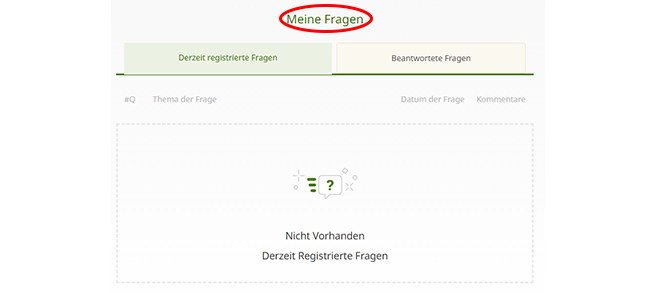 Meine Fragen
Derzeit registrierte Fragen Beantwortete Fragen
#Q Thema der Frage Datum der Frage Kommentare
?
Nicht Vorhanden
Derzeit Registrierte Fragen